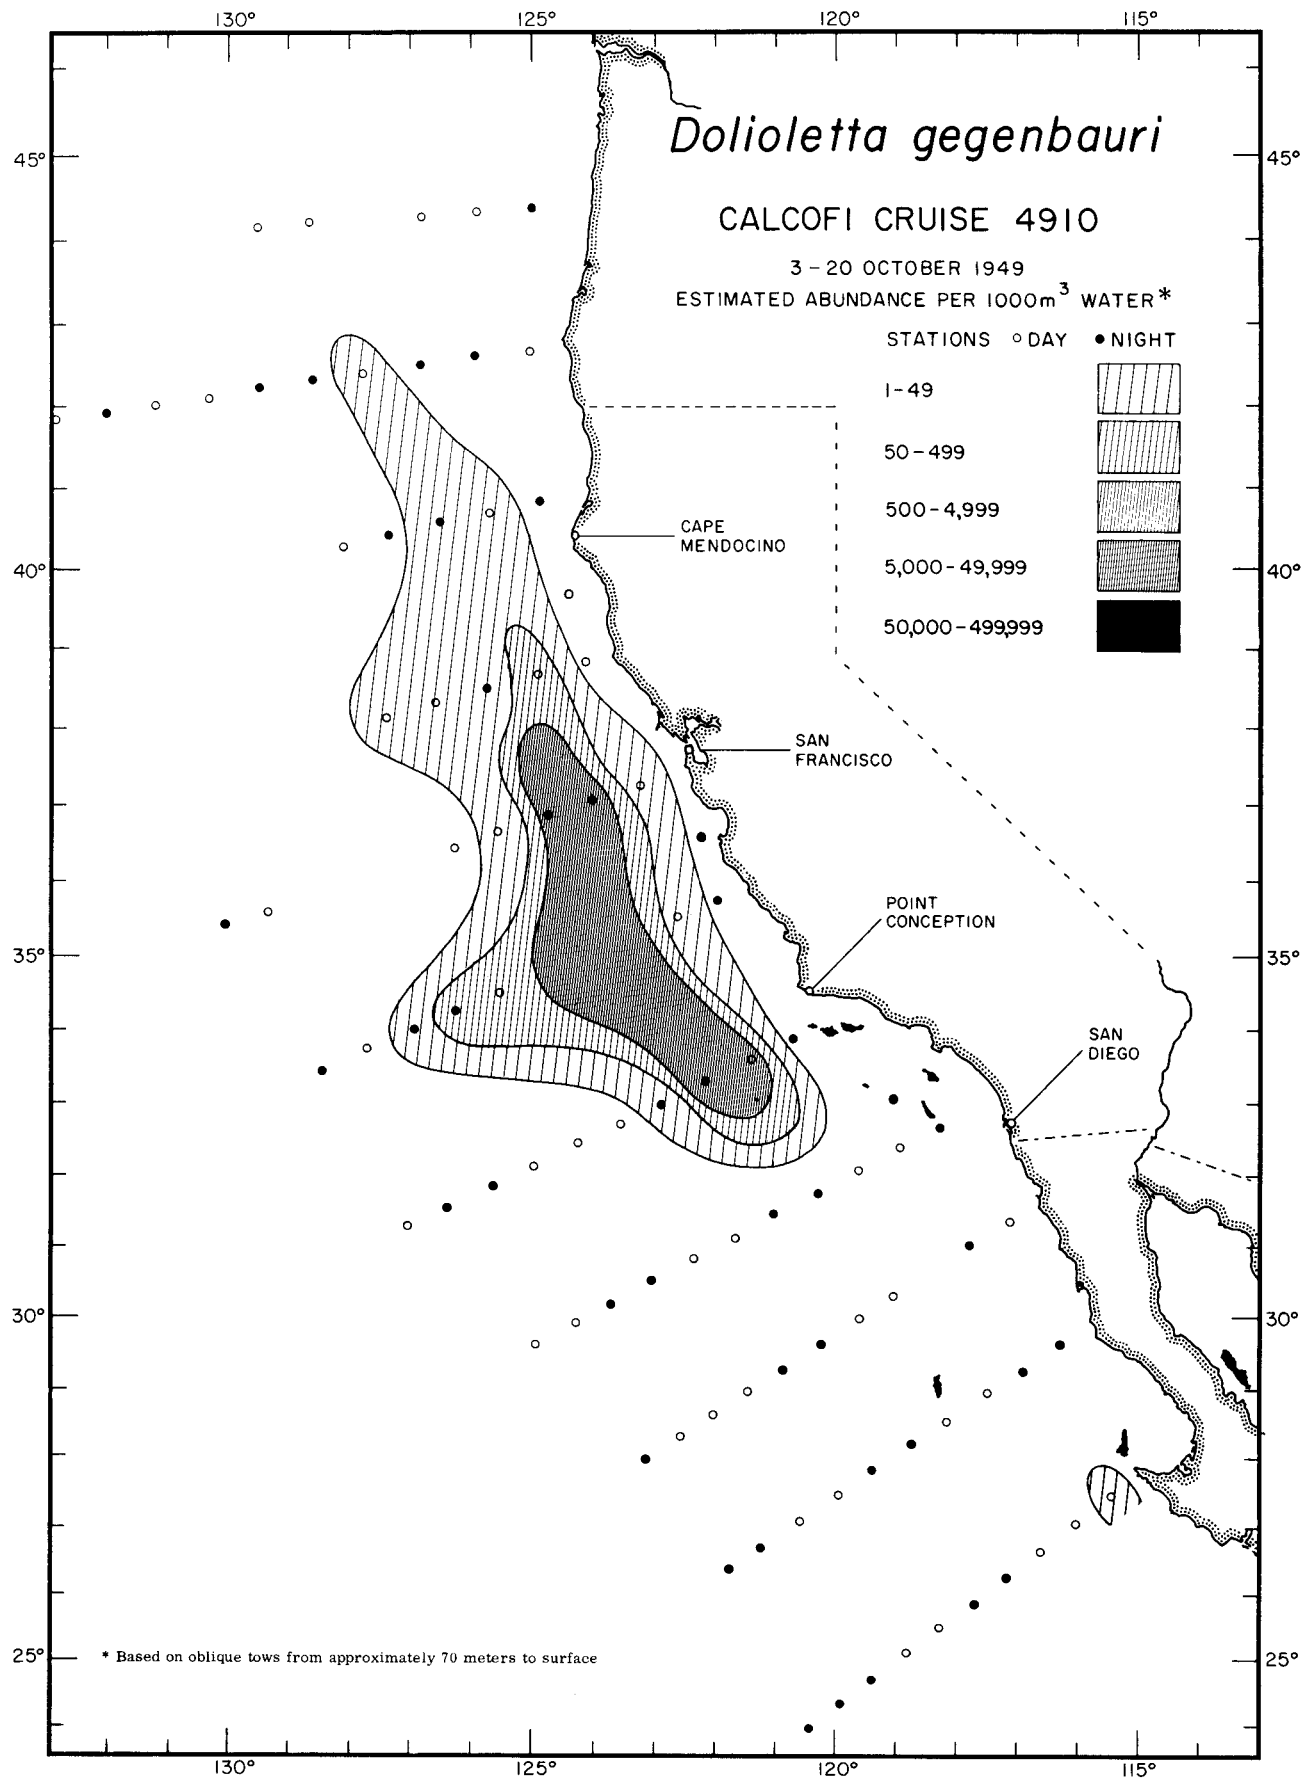 130° 125° 120° 115°
Dolioletta gegenbauri
45° 45°
CALCOFI CRUISE 4910
3 – 20 OCTOBER 1949
ESTIMATED ABUNDANCE PER 1000m³ WATER*
STATIONS ○ DAY ● NIGHT
1 – 49
50 – 499
500 – 4,999
5,000 – 49,999
50,000 – 499,999
CAPE
MENDOCINO
40° 40°
SAN
FRANCISCO
POINT
CONCEPTION
35° 35°
SAN
DIEGO
30° 30°
25° 25°
* Based on oblique tows from approximately 70 meters to surface
130° 125° 120° 115°